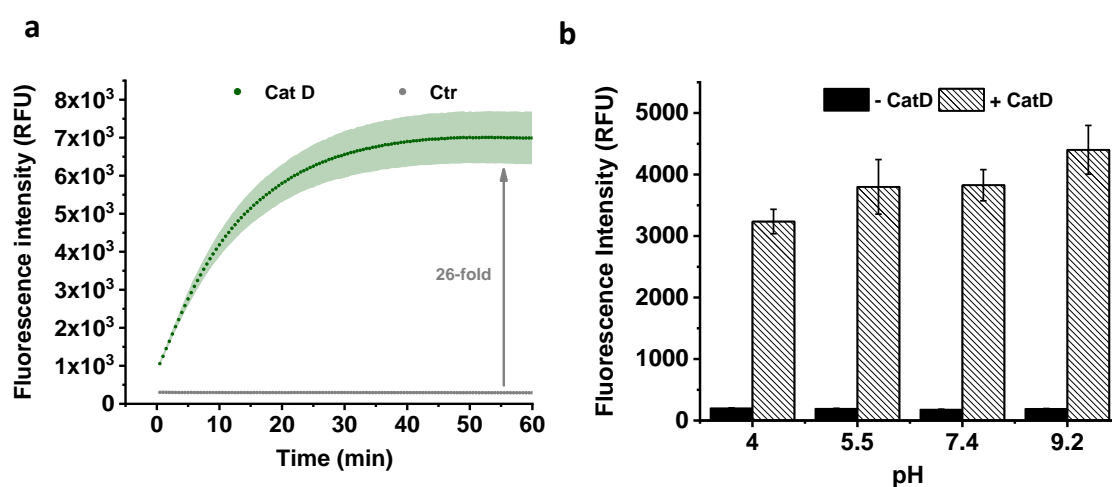 a
Cat D
Ctr
Fluorescence intensity (RFU)
8x10³
7x10³
6x10³
5x10³
4x10³
3x10³
2x10³
1x10³
0
26-fold
0 10 20 30 40 50 60
Time (min)
b
- CatD + CatD
Fluorescence Intensity (RFU)
5000
4000
3000
2000
1000
0
4 5.5 7.4 9.2
pH